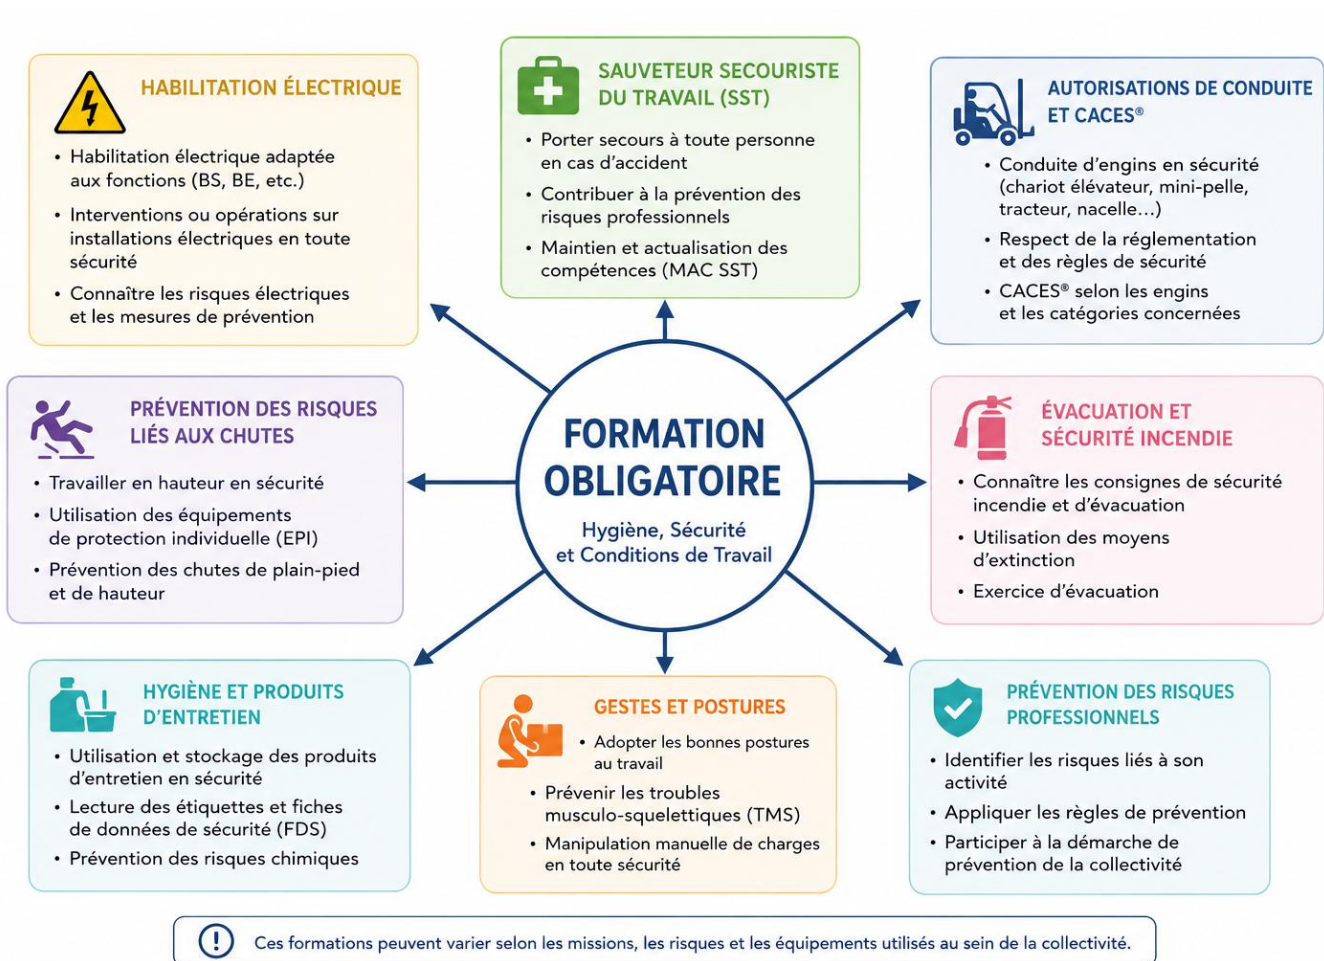 HABILITATION ÉLECTRIQUE
• Habilitation électrique adaptée
aux fonctions (BS, BE, etc.)
• Interventions ou opérations sur
installations électriques en toute
sécurité
• Connaître les risques électriques
et les mesures de prévention
SAUVETEUR SECOURISTE
DU TRAVAIL (SST)
• Porter secours à toute personne
en cas d'accident
• Contribuer à la prévention des
risques professionnels
• Maintien et actualisation des
compétences (MAC SST)
AUTORISATIONS DE CONDUITE
ET CACES®
• Conduite d'engins en sécurité
(chariot élévateur, mini-pelle,
tracteur, nacelle...)
• Respect de la réglementation
et des règles de sécurité
• CACES® selon les engins
et les catégories concernées
PRÉVENTION DES RISQUES
LIÉS AUX CHUTES
• Travailler en hauteur en sécurité
• Utilisation des équipements
de protection individuelle (EPI)
• Prévention des chutes de plain-pied
et de hauteur
FORMATION
OBLIGATOIRE
Hygiène, Sécurité
et Conditions de Travail
ÉVACUATION ET
SÉCURITÉ INCENDIE
• Connaître les consignes de sécurité
incendie et d'évacuation
• Utilisation des moyens
d'extinction
• Exercice d'évacuation
HYGIÈNE ET PRODUITS
D'ENTRETIEN
• Utilisation et stockage des produits
d'entretien en sécurité
• Lecture des étiquettes et fiches
de données de sécurité (FDS)
• Prévention des risques chimiques
GESTES ET POSTURES
• Adopter les bonnes postures
au travail
• Prévenir les troubles
musculo-squelettiques (TMS)
• Manipulation manuelle de charges
en toute sécurité
PRÉVENTION DES RISQUES
PROFESSIONNELS
• Identifier les risques liés à son
activité
• Appliquer les règles de prévention
• Participer à la démarche de
prévention de la collectivité
! Ces formations peuvent varier selon les missions, les risques et les équipements utilisés au sein de la collectivité.